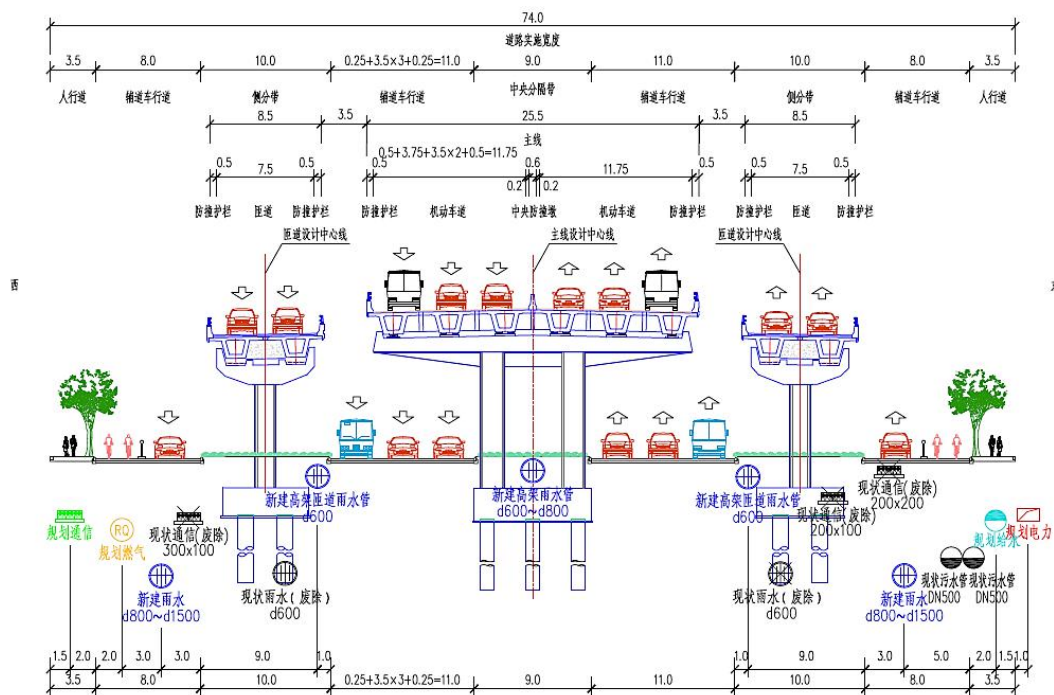 74.0
道路实施宽度
3.5 8.0 10.0 0.25+3.5x3+0.25=11.0 9.0 11.0 10.0 8.0 3.5
人行道 辅道车行道 侧分带 辅道车行道 中央分隔带 辅道车行道 侧分带 辅道车行道 人行道
8.5 3.5 25.5 3.5 8.5
主线
0.5+3.75+3.5×2+0.5=11.75
0.5 7.5 0.5 0.5 0.6 11.75 0.5 0.5 7.5 0.5
0.2 0.2
防撞护栏 匝道 防撞护栏 防撞护栏 机动车道 中央防撞墩 机动车道 防撞护栏 防撞护栏 匝道 防撞护栏
匝道设计中心线 主线设计中心线 匝道设计中心线
西
规划通信
RQ
规划燃气
现状通信(废除)
300x100
新建高架匝道雨水管
d600
新建高架雨水管
d600~d800
新建高架匝道雨水管
d600
现状通信(废除)
200x100
现状通信(废除)
200x200
规划给水
规划电力
新建雨水
d800~d1500
现状雨水(废除)
d600
现状雨水(废除)
d600
新建雨水
d800~d1500
现状污水管
DN500
现状污水管
DN500
1.5 2.0 2.0 3.0 3.0 9.0 1.0 1.0 9.0 3.0 5.0 2.0 1.5 1.0
3.5 8.0 10.0 0.25+3.5x3+0.25=11.0 9.0 11.0 10.0 8.0 3.5